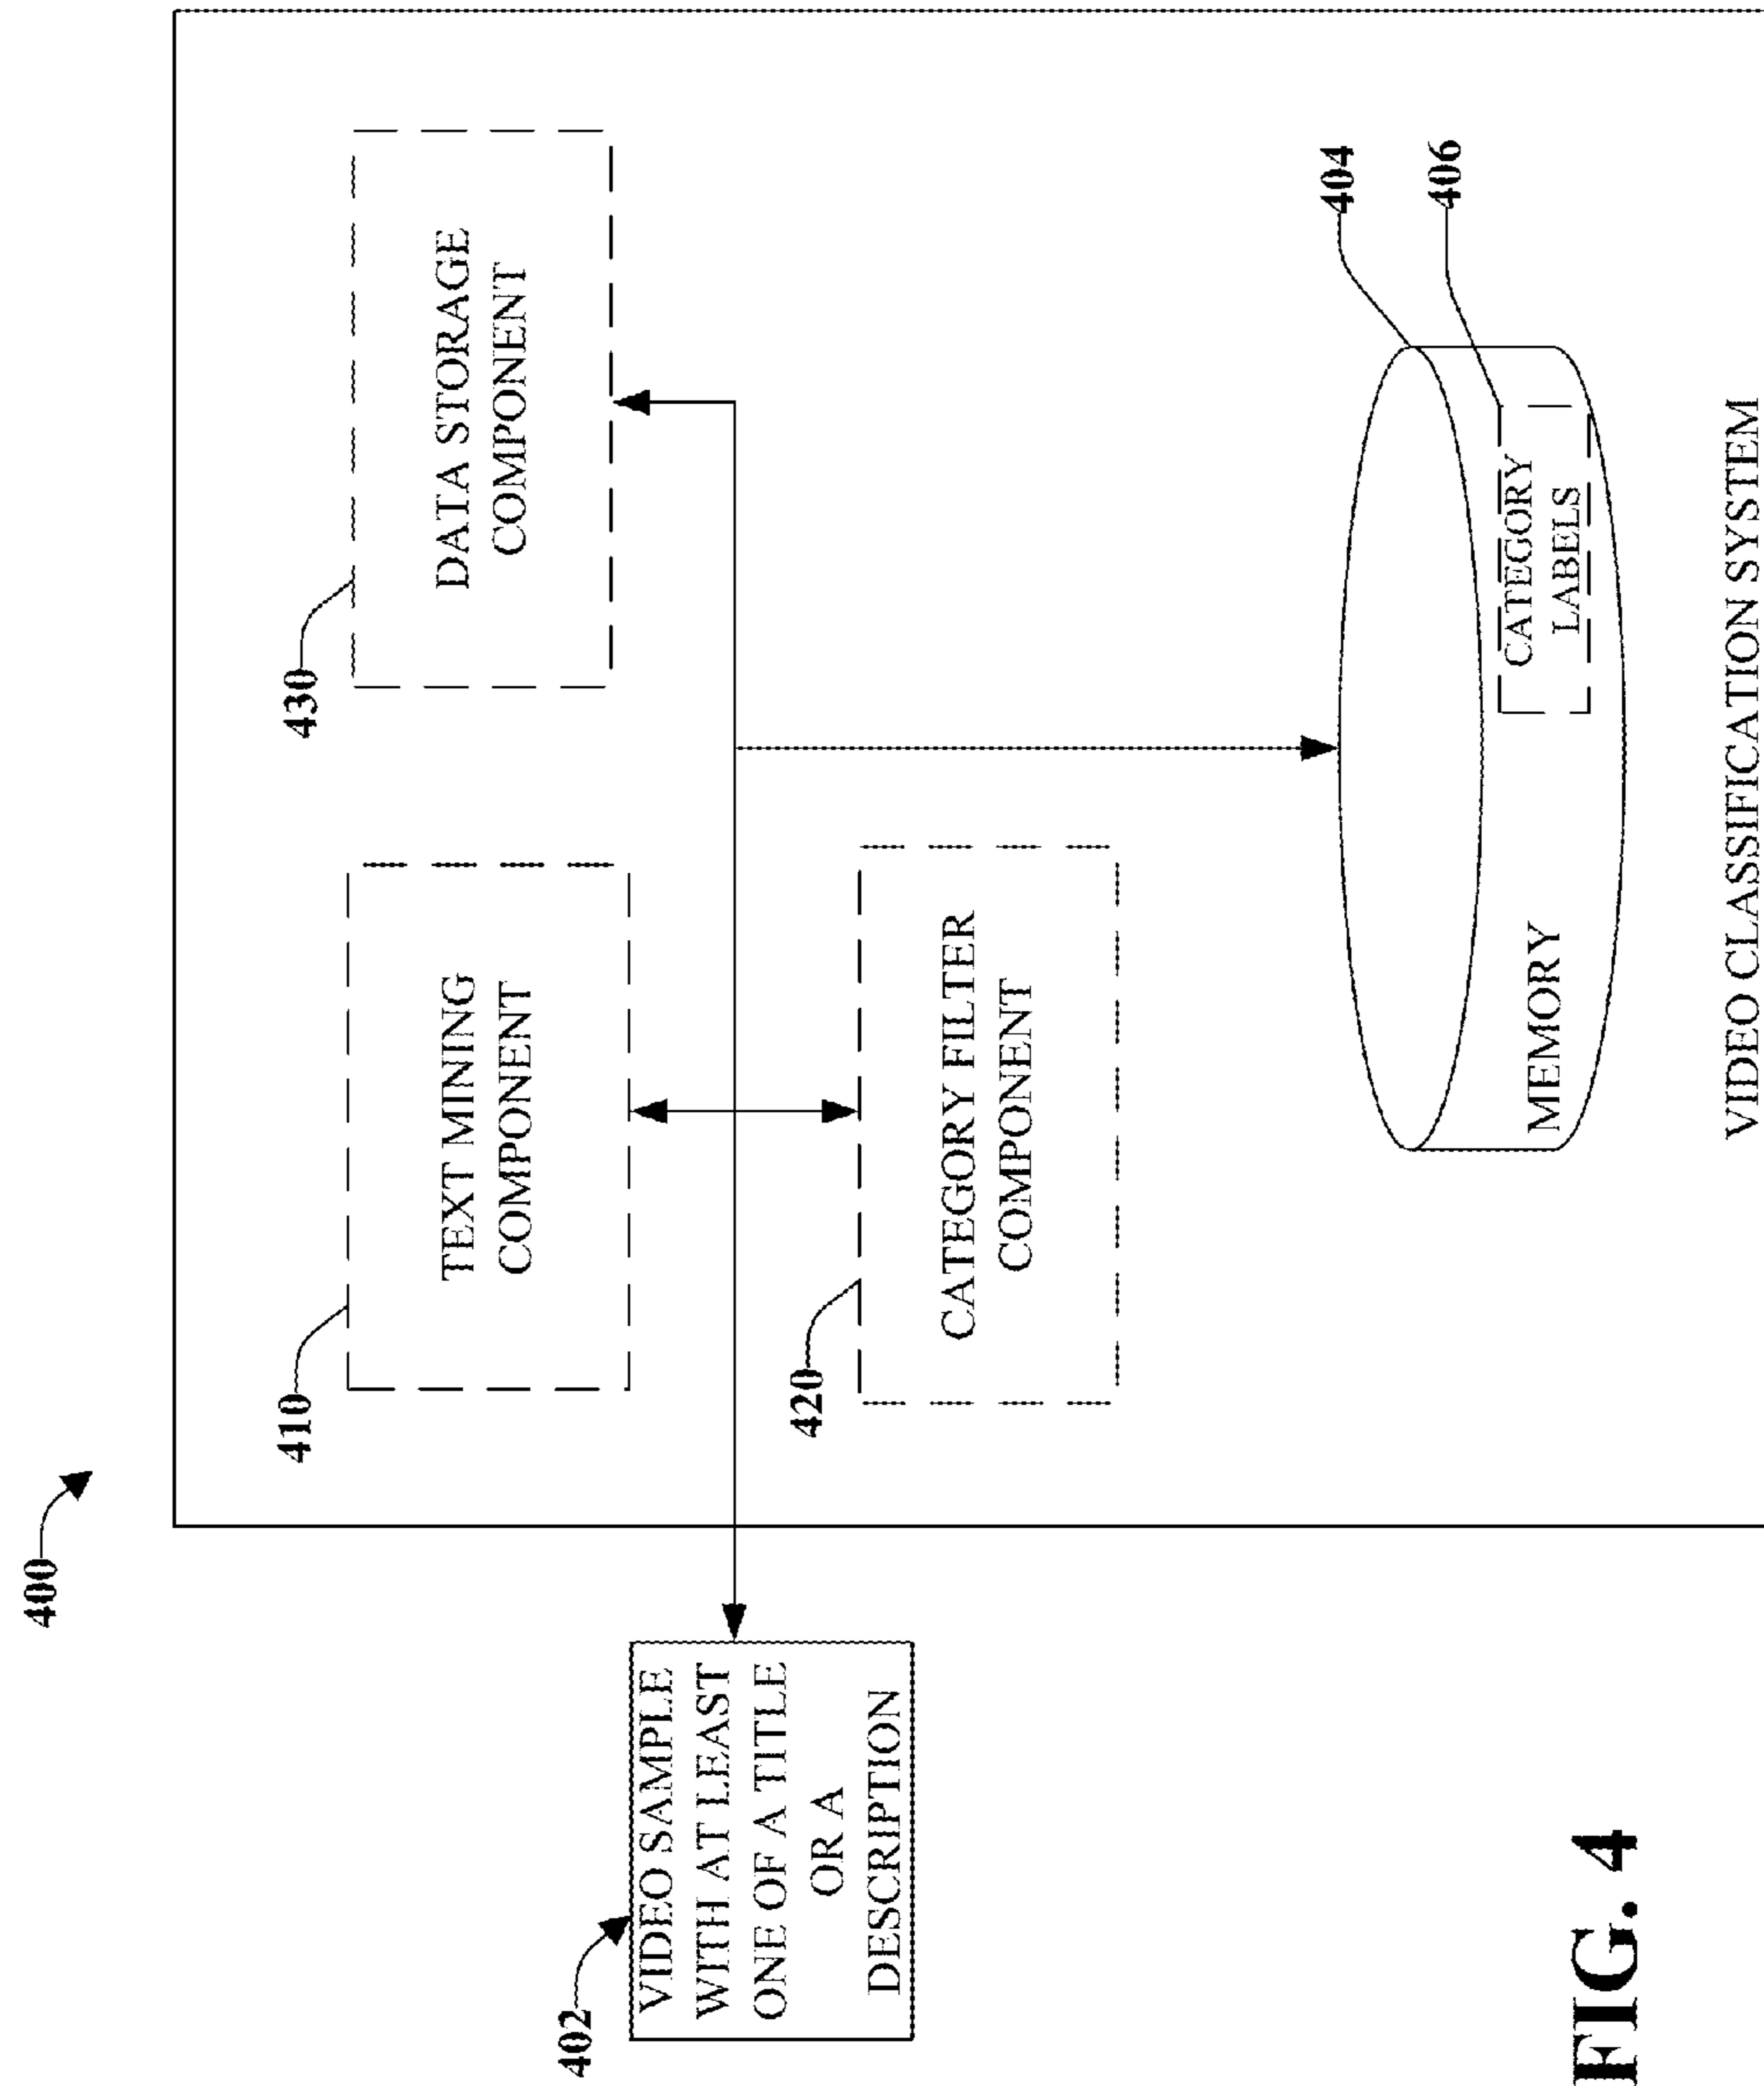 400
410
TEXT MINING
COMPONENT
430
DATA STORAGE
COMPONENT
402
VIDEO SAMPLE
WITH AT LEAST
ONE OF A TITLE
OR A
DESCRIPTION
420
CATEGORY FILTER
COMPONENT
404
406
MEMORY
CATEGORY
LABELS
VIDEO CLASSIFICATION SYSTEM
FIG. 4